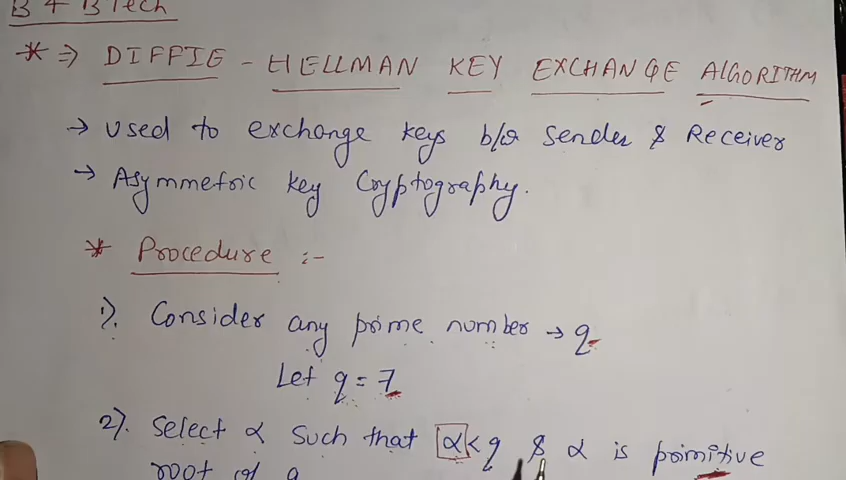 B + BTech
* ⇒ DIFFIE - HELLMAN KEY EXCHANGE ALGORITHM
→ Used to exchange keys b/w Sender & Receiver
→ Asymmetric key Cryptography.
* Procedure :-
1). Consider any prime number → q
Let q = 7
2). Select α such that α < q & α is primitive
root of q